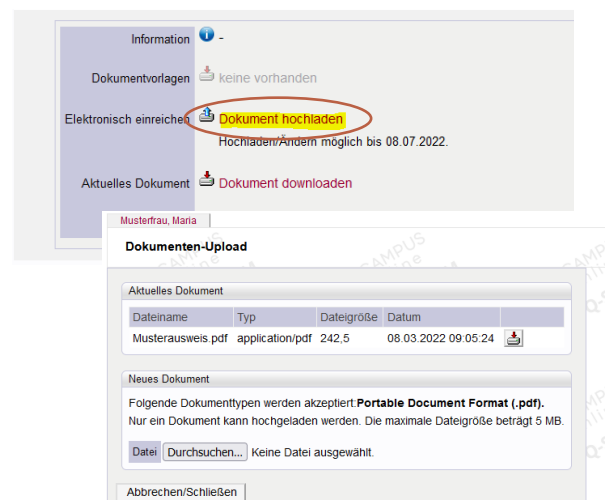 Information -
Dokumentvorlagen keine vorhanden
Elektronisch einreichen Dokument hochladen
Hochladen/Ändern möglich bis 08.07.2022.
Aktuelles Dokument Dokument downloaden
Musterfrau, Maria
Dokumenten-Upload
Aktuelles Dokument
Dateiname Typ Dateigröße Datum
Musterausweis.pdf application/pdf 242,5 08.03.2022 09:05:24
Neues Dokument
Folgende Dokumenttypen werden akzeptiert:Portable Document Format (.pdf).
Nur ein Dokument kann hochgeladen werden. Die maximale Dateigröße beträgt 5 MB.
Datei Durchsuchen... Keine Datei ausgewählt.
Abbrechen/Schließen